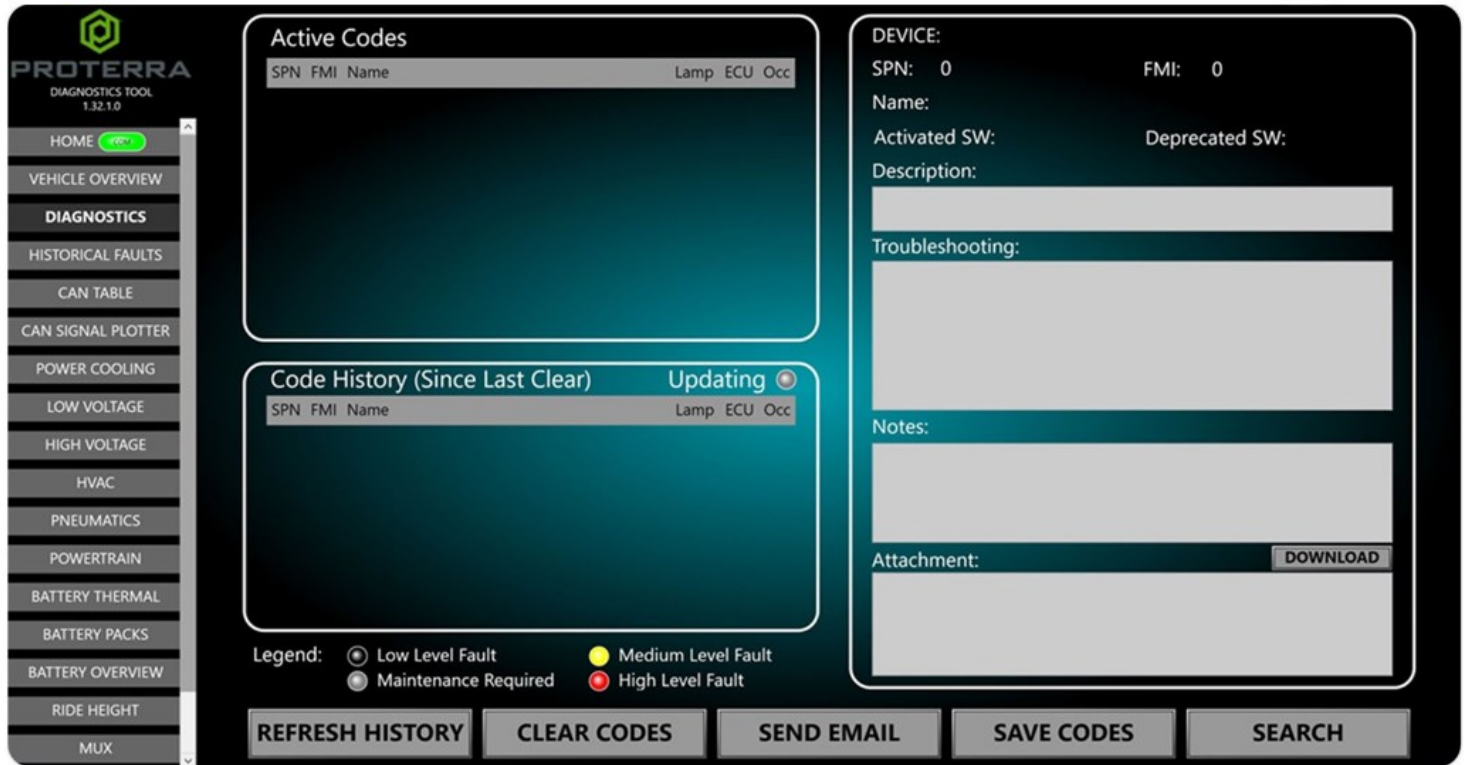 PROTERRA
DIAGNOSTICS TOOL
1.32.1.0
HOME
VEHICLE OVERVIEW
DIAGNOSTICS
HISTORICAL FAULTS
CAN TABLE
CAN SIGNAL PLOTTER
POWER COOLING
LOW VOLTAGE
HIGH VOLTAGE
HVAC
PNEUMATICS
POWERTRAIN
BATTERY THERMAL
BATTERY PACKS
BATTERY OVERVIEW
RIDE HEIGHT
MUX
Active Codes
SPN FMI Name Lamp ECU Occ
Code History (Since Last Clear) Updating
SPN FMI Name Lamp ECU Occ
Legend: Low Level Fault Medium Level Fault
Maintenance Required High Level Fault
DEVICE:
SPN: 0 FMI: 0
Name:
Activated SW: Deprecated SW:
Description:
Troubleshooting:
Notes:
Attachment: DOWNLOAD
REFRESH HISTORY CLEAR CODES SEND EMAIL SAVE CODES SEARCH